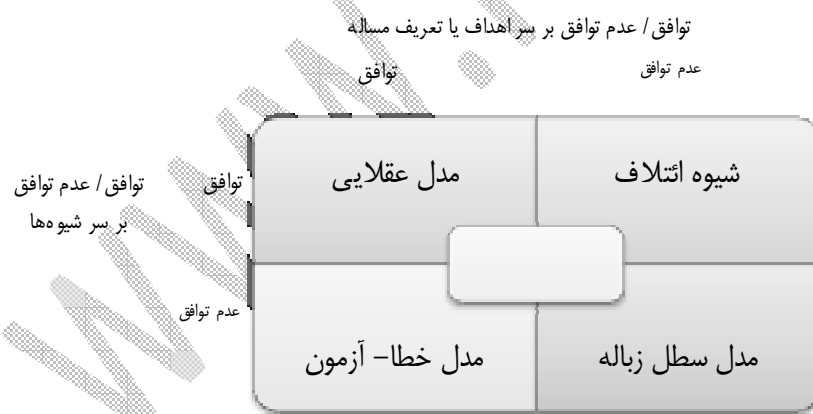 توافق/ عدم توافق بر سر اهداف یا تعریف مساله
توافق
عدم توافق
مدل عقلایی
شیوه ائتلاف
توافق
توافق/ عدم توافق
بر سر شیوه‌ها
عدم توافق
مدل خطا- آزمون
مدل سطل زباله